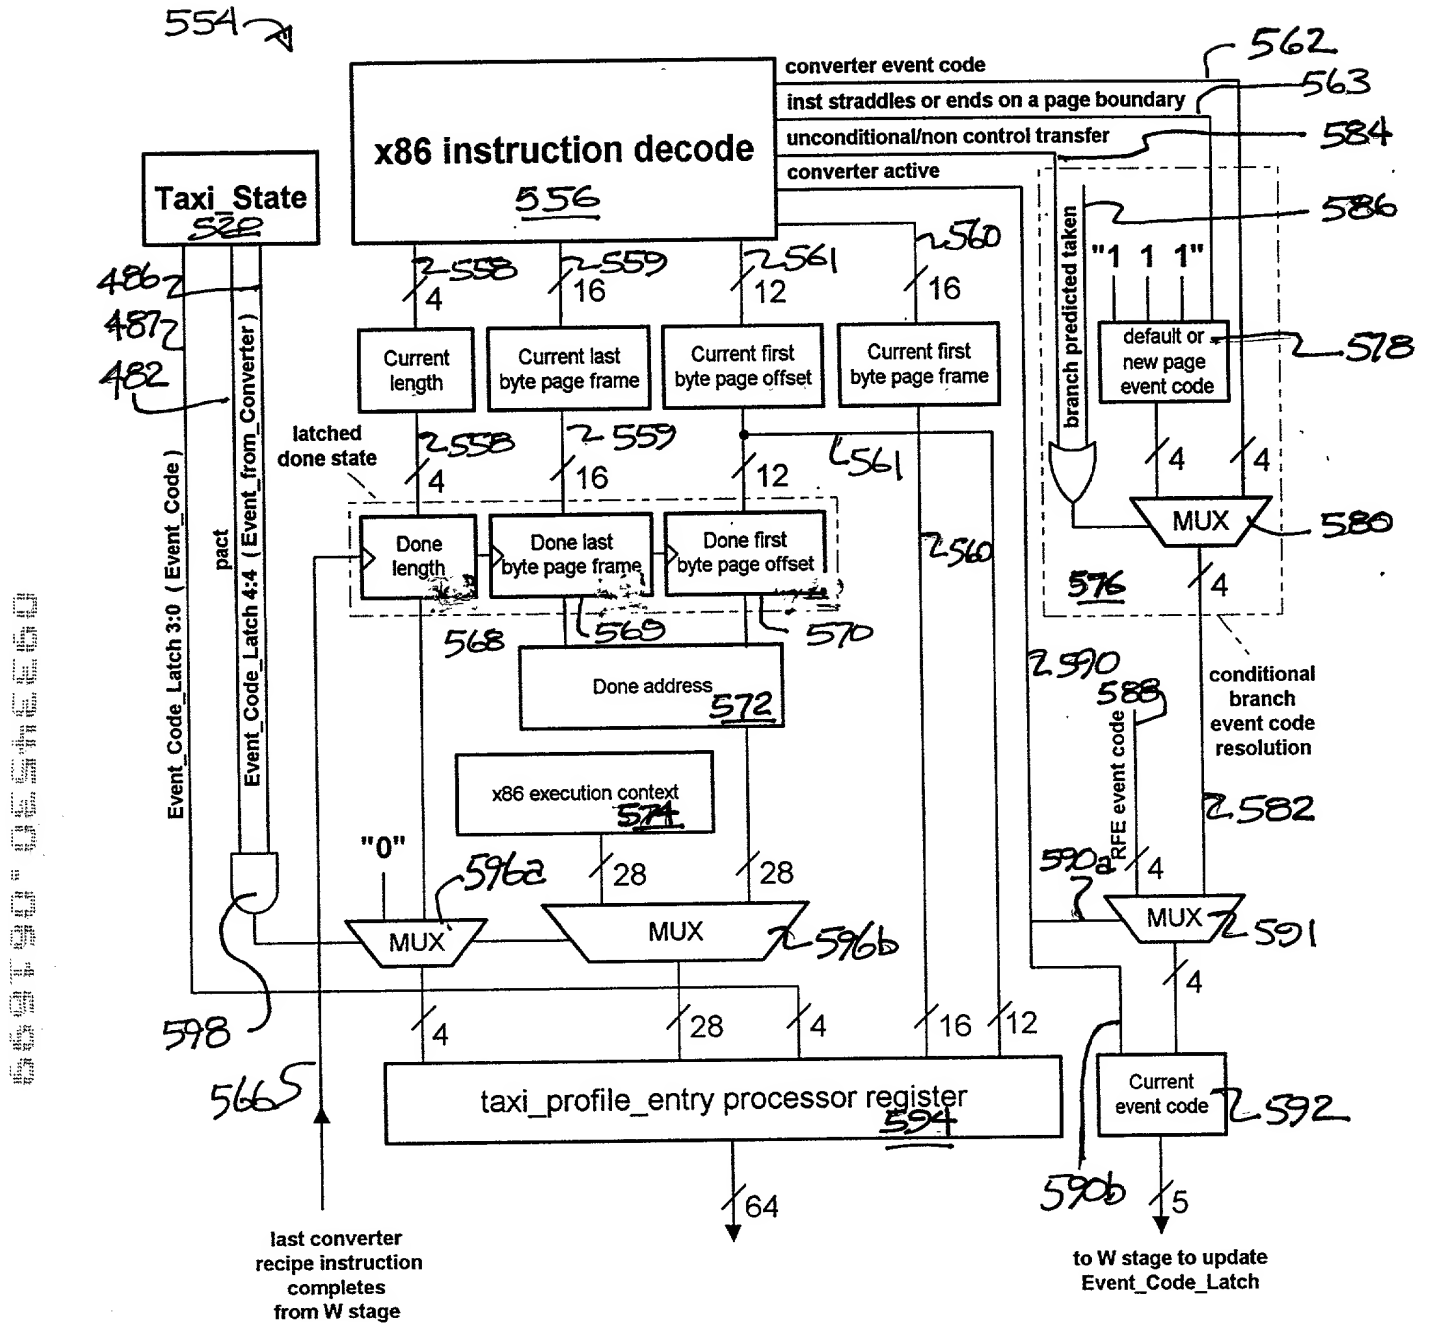 554
x86 instruction decode
556
converter event code
562
inst straddles or ends on a page boundary
563
unconditional/non control transfer
584
converter active
Taxi_State
520
486
487
482
558
4
559
16
561
12
560
16
586
branch predicted taken
"1 1 1"
default or
new page
event code
578
Current
length
Current last
byte page frame
Current first
byte page offset
Current first
byte page frame
latched
done state
558
4
559
16
561
12
4
4
MUX
580
560
576
4
Done
length
Done last
byte page frame
Done first
byte page offset
568
569
570
Event_Code_Latch 3:0 ( Event_Code )
pact
Event_Code_Latch 4:4 ( Event_from_Converter )
Done address
572
590
588
conditional
branch
event code
resolution
x86 execution context
574
RFE event code
582
"0"
596a
28
28
590a
4
MUX
MUX
596b
MUX
591
598
4
28
4
16
12
4
566
taxi_profile_entry processor register
594
Current
event code
592
64
590b
5
last converter
recipe instruction
completes
from W stage
to W stage to update
Event_Code_Latch